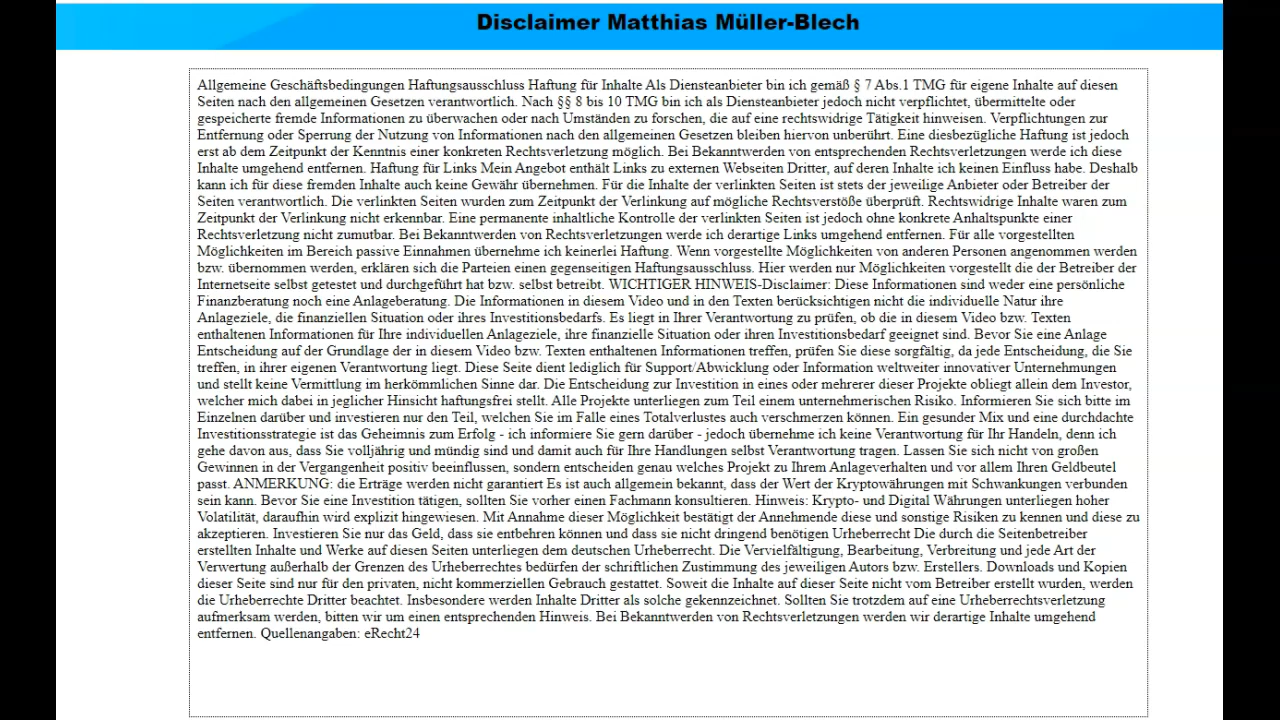 Disclaimer Matthias Müller-Blech
Allgemeine Geschäftsbedingungen Haftungsausschluss Haftung für Inhalte Als Diensteanbieter bin ich gemäß § 7 Abs.1 TMG für eigene Inhalte auf diesen
Seiten nach den allgemeinen Gesetzen verantwortlich. Nach §§ 8 bis 10 TMG bin ich als Diensteanbieter jedoch nicht verpflichtet, übermittelte oder
gespeicherte fremde Informationen zu überwachen oder nach Umständen zu forschen, die auf eine rechtswidrige Tätigkeit hinweisen. Verpflichtungen zur
Entfernung oder Sperrung der Nutzung von Informationen nach den allgemeinen Gesetzen bleiben hiervon unberührt. Eine diesbezügliche Haftung ist jedoch
erst ab dem Zeitpunkt der Kenntnis einer konkreten Rechtsverletzung möglich. Bei Bekanntwerden von entsprechenden Rechtsverletzungen werde ich diese
Inhalte umgehend entfernen. Haftung für Links Mein Angebot enthält Links zu externen Webseiten Dritter, auf deren Inhalte ich keinen Einfluss habe. Deshalb
kann ich für diese fremden Inhalte auch keine Gewähr übernehmen. Für die Inhalte der verlinkten Seiten ist stets der jeweilige Anbieter oder Betreiber der
Seiten verantwortlich. Die verlinkten Seiten wurden zum Zeitpunkt der Verlinkung auf mögliche Rechtsverstöße überprüft. Rechtswidrige Inhalte waren zum
Zeitpunkt der Verlinkung nicht erkennbar. Eine permanente inhaltliche Kontrolle der verlinkten Seiten ist jedoch ohne konkrete Anhaltspunkte einer
Rechtsverletzung nicht zumutbar. Bei Bekanntwerden von Rechtsverletzungen werde ich derartige Links umgehend entfernen. Für alle vorgestellten
Möglichkeiten im Bereich passive Einnahmen übernehme ich keinerlei Haftung. Wenn vorgestellte Möglichkeiten von anderen Personen angenommen werden
bzw. übernommen werden, erklären sich die Parteien einen gegenseitigen Haftungsausschluss. Hier werden nur Möglichkeiten vorgestellt die der Betreiber der
Internetseite selbst getestet und durchgeführt hat bzw. selbst betreibt. WICHTIGER HINWEIS-Disclaimer: Diese Informationen sind weder eine persönliche
Finanzberatung noch eine Anlageberatung. Die Informationen in diesem Video und in den Texten berücksichtigen nicht die individuelle Natur ihre
Anlageziele, die finanziellen Situation oder ihres Investitionsbedarfs. Es liegt in Ihrer Verantwortung zu prüfen, ob die in diesem Video bzw. Texten
enthaltenen Informationen für Ihre individuellen Anlageziele, ihre finanzielle Situation oder ihren Investitionsbedarf geeignet sind. Bevor Sie eine Anlage
Entscheidung auf der Grundlage der in diesem Video bzw. Texten enthaltenen Informationen treffen, prüfen Sie diese sorgfältig, da jede Entscheidung, die Sie
treffen, in ihrer eigenen Verantwortung liegt. Diese Seite dient lediglich für Support/Abwicklung oder Information weltweiter innovativer Unternehmungen
und stellt keine Vermittlung im herkömmlichen Sinne dar. Die Entscheidung zur Investition in eines oder mehrerer dieser Projekte obliegt allein dem Investor,
welcher mich dabei in jeglicher Hinsicht haftungsfrei stellt. Alle Projekte unterliegen zum Teil einem unternehmerischen Risiko. Informieren Sie sich bitte im
Einzelnen darüber und investieren nur den Teil, welchen Sie im Falle eines Totalverlustes auch verschmerzen können. Ein gesunder Mix und eine durchdachte
Investitionsstrategie ist das Geheimnis zum Erfolg - ich informiere Sie gern darüber - jedoch übernehme ich keine Verantwortung für Ihr Handeln, denn ich
gehe davon aus, dass Sie volljährig und mündig sind und damit auch für Ihre Handlungen selbst Verantwortung tragen. Lassen Sie sich nicht von großen
Gewinnen in der Vergangenheit positiv beeinflussen, sondern entscheiden genau welches Projekt zu Ihrem Anlageverhalten und vor allem Ihren Geldbeutel
passt. ANMERKUNG: die Erträge werden nicht garantiert Es ist auch allgemein bekannt, dass der Wert der Kryptowährungen mit Schwankungen verbunden
sein kann. Bevor Sie eine Investition tätigen, sollten Sie vorher einen Fachmann konsultieren. Hinweis: Krypto- und Digital Währungen unterliegen hoher
Volatilität, daraufhin wird explizit hingewiesen. Mit Annahme dieser Möglichkeit bestätigt der Annehmende diese und sonstige Risiken zu kennen und diese zu
akzeptieren. Investieren Sie nur das Geld, dass sie entbehren können und dass sie nicht dringend benötigen Urheberrecht Die durch die Seitenbetreiber
erstellten Inhalte und Werke auf diesen Seiten unterliegen dem deutschen Urheberrecht. Die Vervielfältigung, Bearbeitung, Verbreitung und jede Art der
Verwertung außerhalb der Grenzen des Urheberrechtes bedürfen der schriftlichen Zustimmung des jeweiligen Autors bzw. Erstellers. Downloads und Kopien
dieser Seite sind nur für den privaten, nicht kommerziellen Gebrauch gestattet. Soweit die Inhalte auf dieser Seite nicht vom Betreiber erstellt wurden, werden
die Urheberrechte Dritter beachtet. Insbesondere werden Inhalte Dritter als solche gekennzeichnet. Sollten Sie trotzdem auf eine Urheberrechtsverletzung
aufmerksam werden, bitten wir um einen entsprechenden Hinweis. Bei Bekanntwerden von Rechtsverletzungen werden wir derartige Inhalte umgehend
entfernen. Quellenangaben: eRecht24